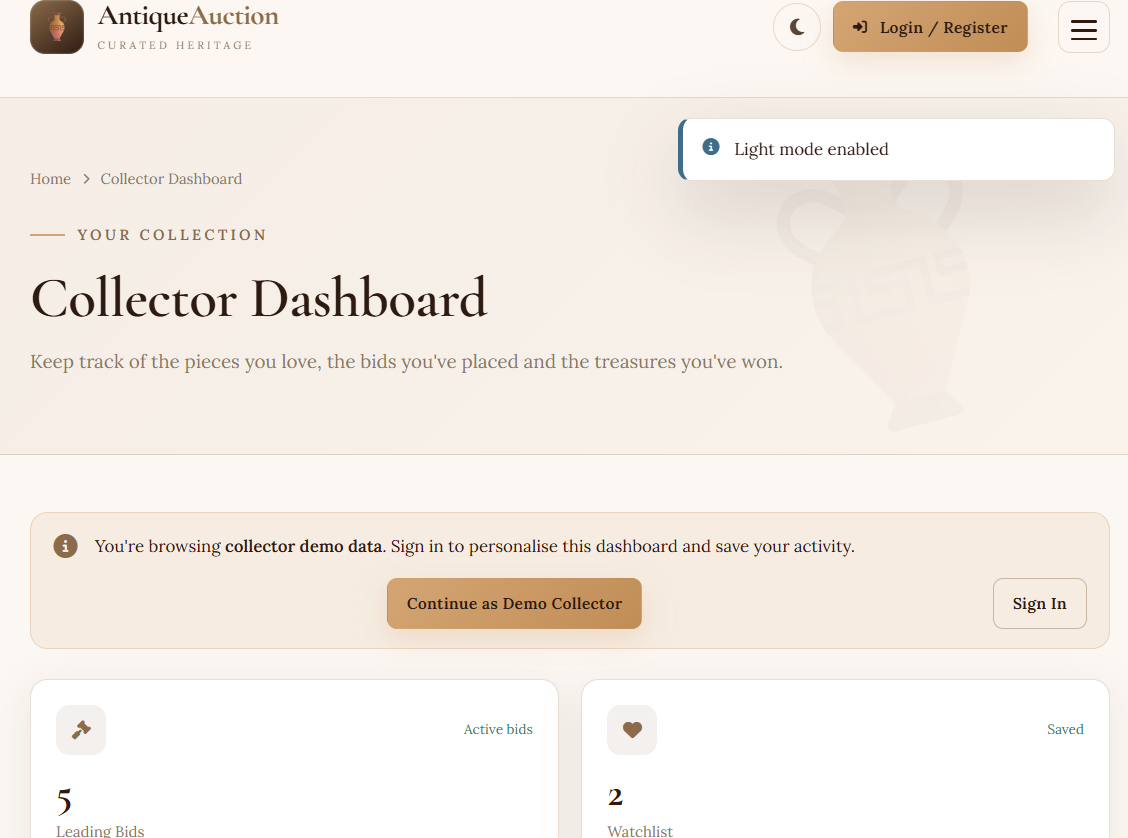 AntiqueAuction
CURATED HERITAGE
Login / Register
Light mode enabled
Home > Collector Dashboard
YOUR COLLECTION
Collector Dashboard
Keep track of the pieces you love, the bids you've placed and the treasures you've won.
You're browsing collector demo data. Sign in to personalise this dashboard and save your activity.
Continue as Demo Collector
Sign In
Active bids
5
Leading Bids
Saved
2
Watchlist